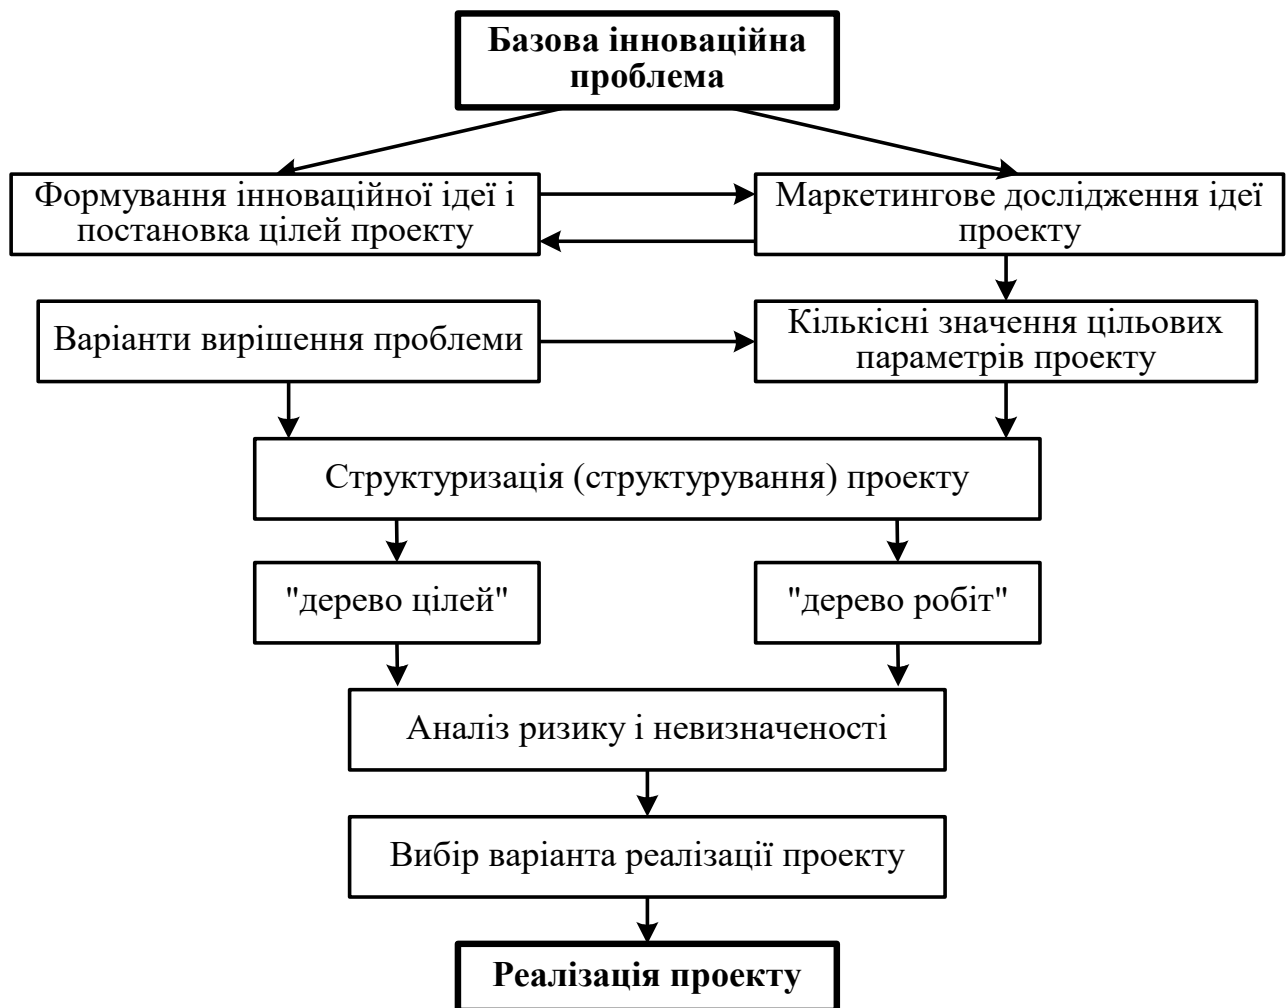 Базова інноваційна
проблема
Формування інноваційної ідеї і
постановка цілей проекту
Маркетингове дослідження ідеї
проекту
Варіанти вирішення проблеми
Кількісні значення цільових
параметрів проекту
Структуризація (структурування) проекту
"дерево цілей"
"дерево робіт"
Аналіз ризику і невизначеності
Вибір варіанта реалізації проекту
Реалізація проекту